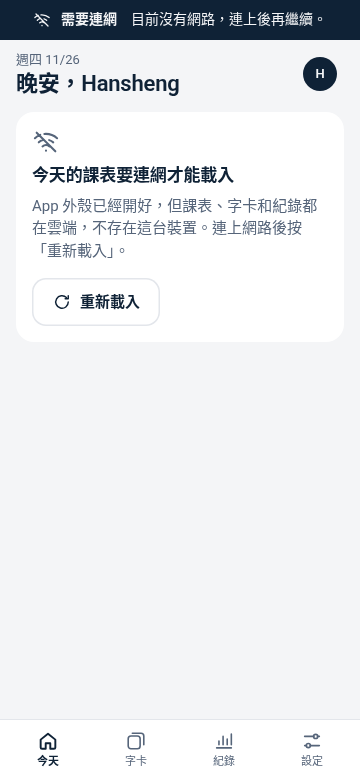 需要連網 目前沒有網路，連上後再繼續。
週四 11/26
晚安，Hansheng
H
今天的課表要連網才能載入
App 外殼已經開好，但課表、字卡和紀錄都
在雲端，不存在這台裝置。連上網路後按
「重新載入」。
重新載入
今天 字卡 紀錄 設定